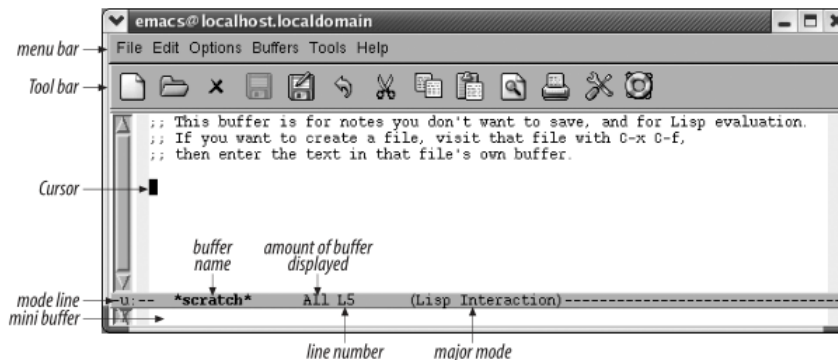 emacs@localhost.localdomain
menu bar File Edit Options Buffers Tools Help
Tool bar
;; This buffer is for notes you don't want to save, and for Lisp evaluation.
;; If you want to create a file, visit that file with C-x C-f,
;; then enter the text in that file's own buffer.
Cursor
buffer name
amount of buffer displayed
mode line -u:-- *scratch* All L5 (Lisp Interaction)--------------------------------
mini buffer
line number major mode